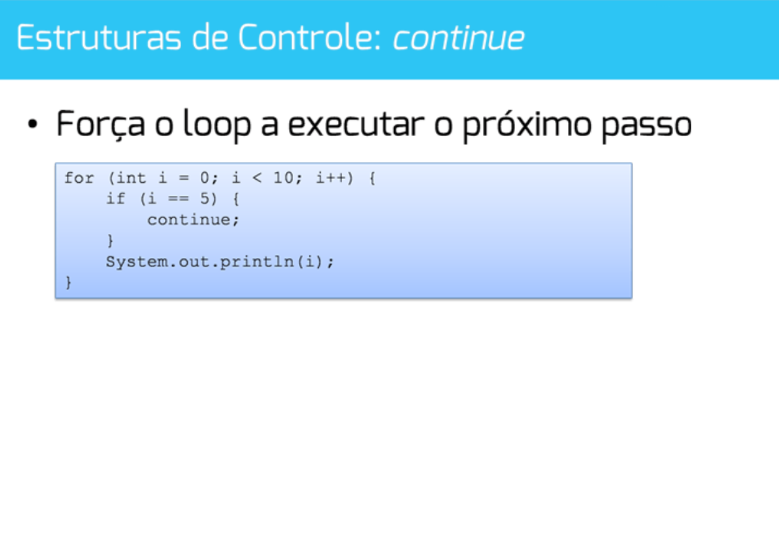 Estruturas de Controle: continue
• Força o loop a executar o próximo passo
for (int i = 0; i < 10; i++) {
    if (i == 5) {
        continue;
    }
    System.out.println(i);
}